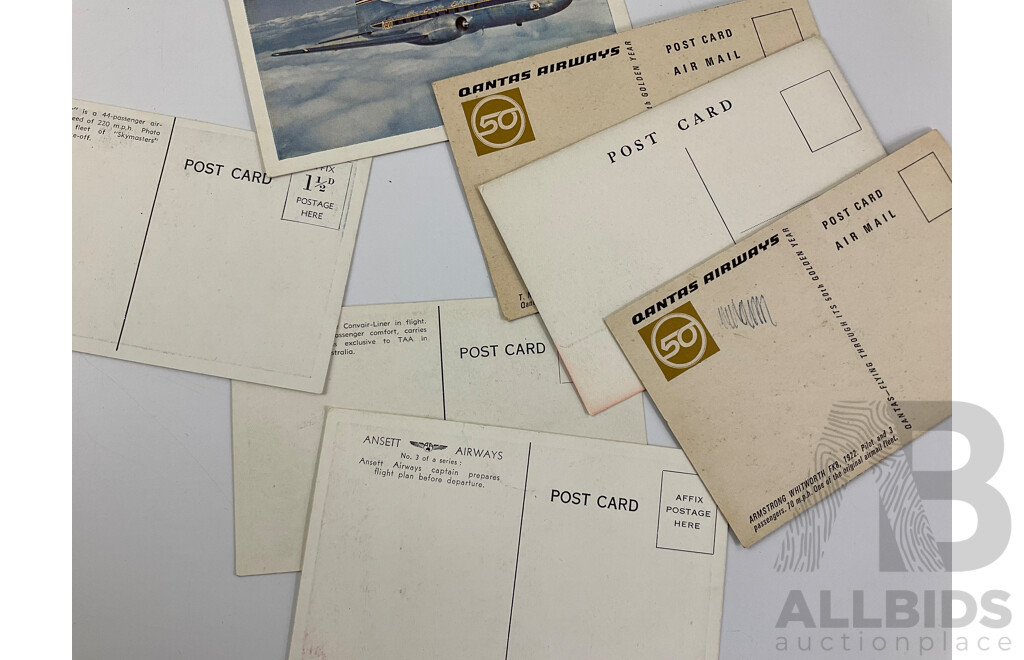 " is a 44-passenger air-
eed of 220 m.p.h. Photo
fleet of "Skymasters"
e-off.
POST CARD
1½D
POSTAGE
HERE
QANTAS AIRWAYS
50
GOLDEN YEAR
POST CARD
AIR MAIL
POST CARD
QANTAS AIRWAYS
50
QANTAS—FLYING THROUGH ITS 50th GOLDEN YEAR
POST CARD
AIR MAIL
ARMSTRONG WHITWORTH FK8, 1922. Pilot and 3
passengers. 70 m.p.h. One of the original airmail fleet.
Convair-Liner in flight.
ssenger comfort, carries
s exclusive to TAA in
tralia.
POST CARD
ANSETT AIRWAYS
No. 3 of a series:
Ansett Airways captain prepares
flight plan before departure.
POST CARD
AFFIX
POSTAGE
HERE
AB
ALLBIDS
auctionplace